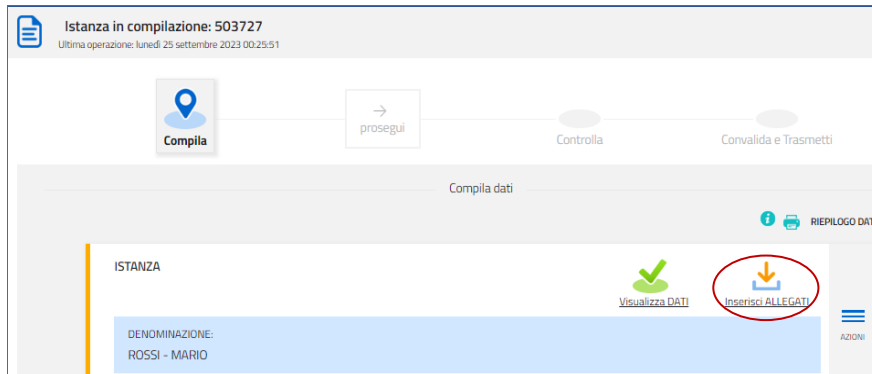 Istanza in compilazione: 503727
Ultima operazione: lunedì 25 settembre 2023 00:25:51
Compila
prosegui
Controlla
Convalida e Trasmetti
Compila dati
RIEPILOGO DAT
ISTANZA
Visualizza DATI
Inserisci ALLEGATI
AZIONI
DENOMINAZIONE:
ROSSI - MARIO